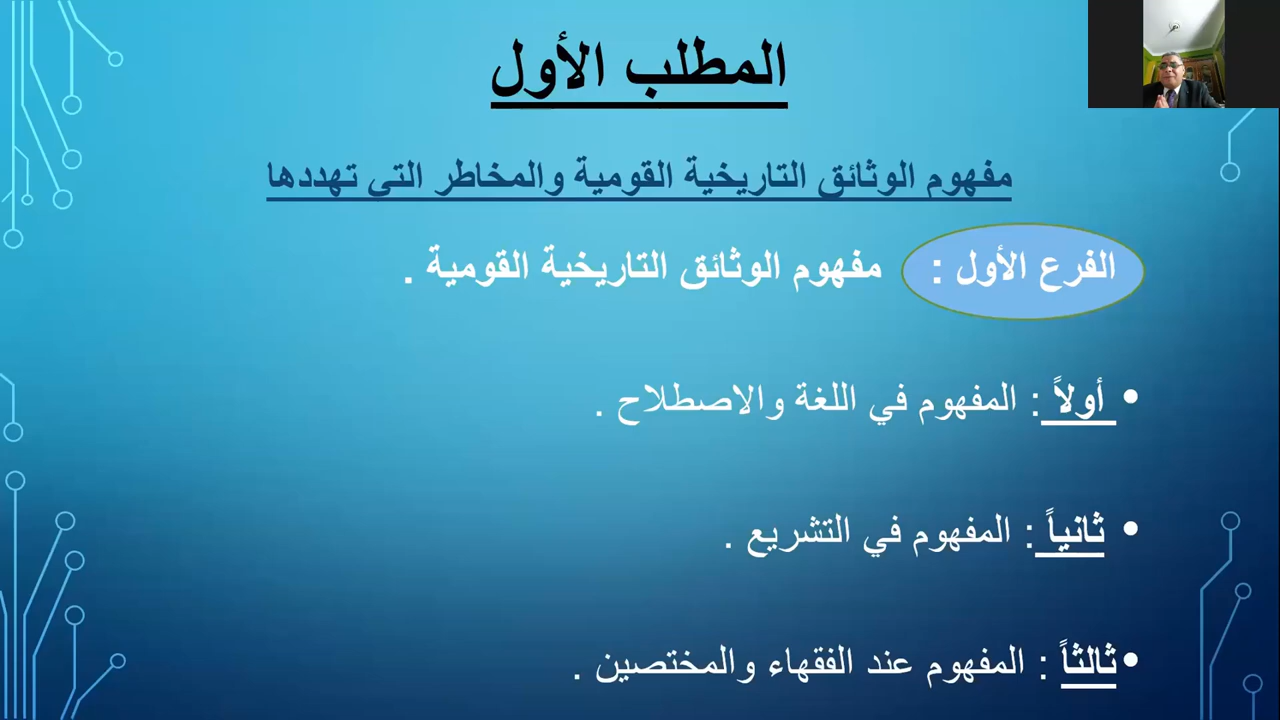 المطلب الأول
مفهوم الوثائق التاريخية القومية والمخاطر التي تهددها
الفرع الأول : مفهوم الوثائق التاريخية القومية .
• أولاً : المفهوم في اللغة والاصطلاح .
• ثانياً : المفهوم في التشريع .
• ثالثاً : المفهوم عند الفقهاء والمختصين .